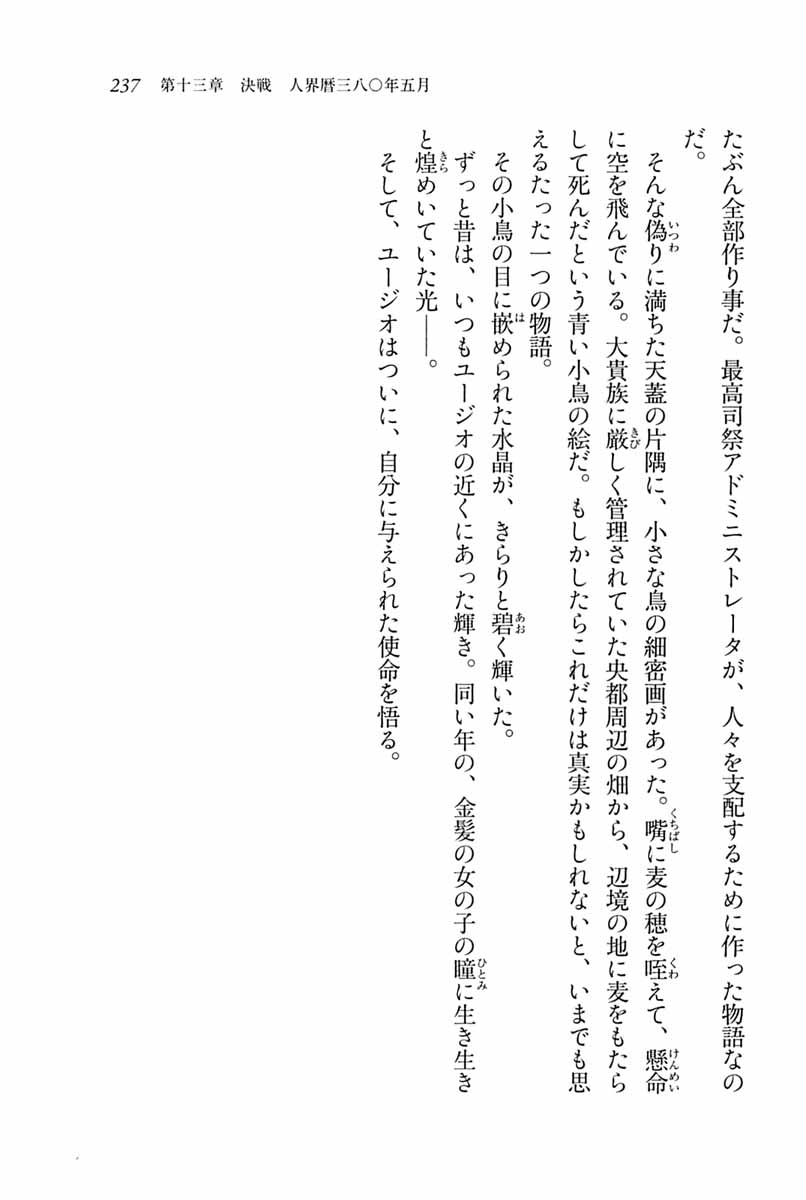 237 第十三章 決戦 人界暦三八〇年五月
たぶん全部作り事だ。最高司祭アドミニストレータが、人々を支配するために作った物語なの
だ。
そんな偽りに満ちた天蓋の片隅に、小さな鳥の細密画があった。嘴に麦の穂を咥えて、懸命
に空を飛んでいる。大貴族に厳しく管理されていた央都周辺の畑から、辺境の地に麦をもたら
して死んだという青い小鳥の絵だ。もしかしたらこれだけは真実かもしれないと、いまでも思
えるたった一つの物語。
その小鳥の目に嵌められた水晶が、きらりと碧く輝いた。
ずっと昔は、いつもユージオの近くにあった輝き。同い年の、金髪の女の子の瞳に生き生き
と煌めいていた光――。
そして、ユージオはついに、自分に与えられた使命を悟る。